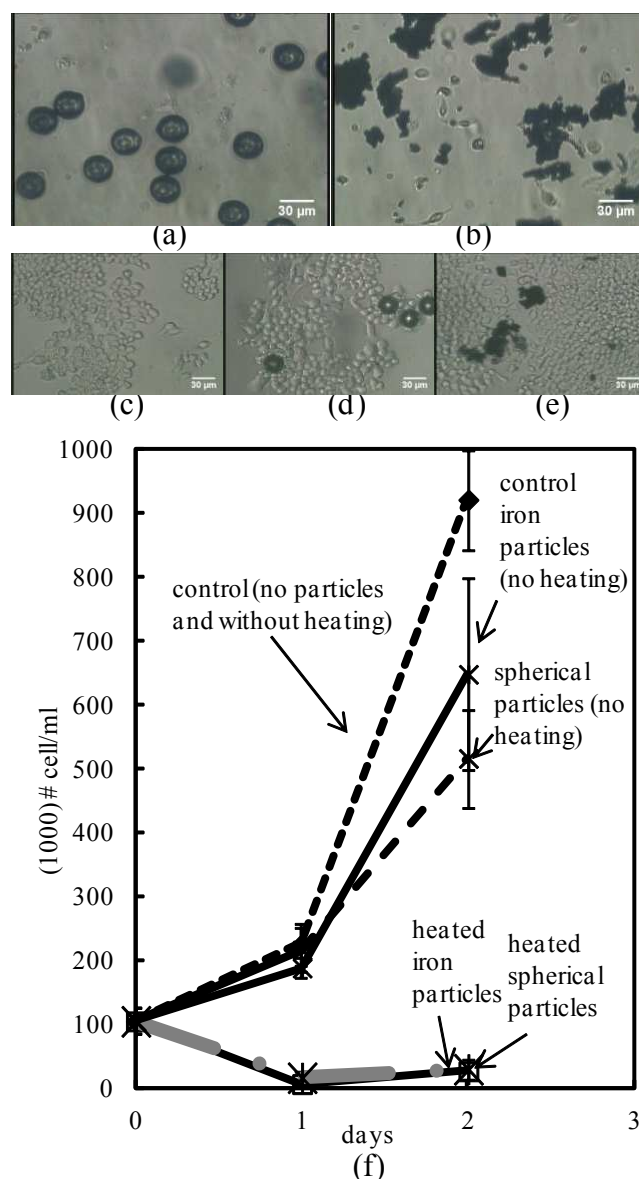 30 µm
30 µm
(a)
(b)
30 µm
30 µm
30 µm
(c)
(d)
(e)
1000
900
800
700
600
500
400
300
200
100
0
(1000) # cell/ml
control (no particles
and without heating)
control
iron
particles
(no heating)
spherical
particles (no
heating)
heated
iron
particles
heated
spherical
particles
0
1
2
3
days
(f)